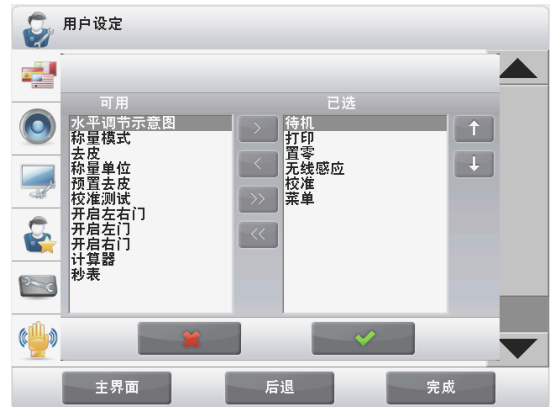 用户设定
可用
水平调节示意图
称量模式
去皮
称量单位
预置去皮
校准测试
开启左右门
开启左门
开启右门
计算器
秒表
已选
待机
打印
置零
无线感应
校准
菜单
主界面
后退
完成